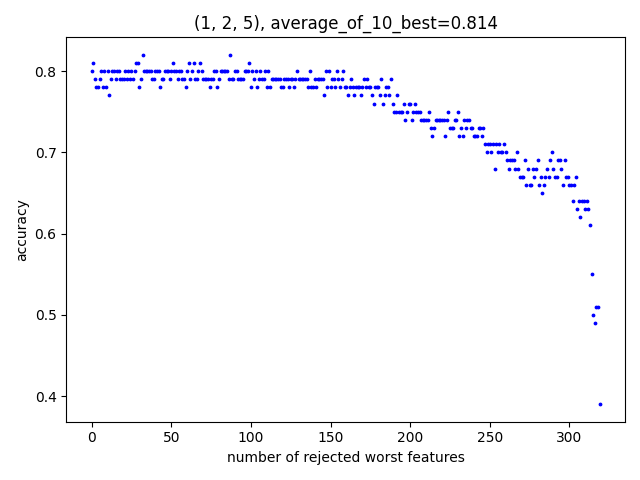 (1, 2, 5), average_of_10_best=0.814
accuracy
0.8
0.7
0.6
0.5
0.4
0 50 100 150 200 250 300
number of rejected worst features